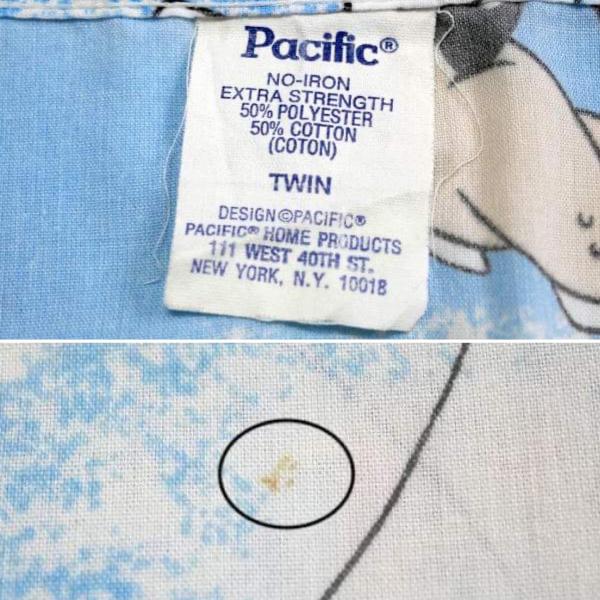 Pacific®
NO-IRON
EXTRA STRENGTH
50% POLYESTER
50% COTTON
(COTON)
TWIN
DESIGN©PACIFIC®
PACIFIC® HOME PRODUCTS
111 WEST 40TH ST.
NEW YORK, N.Y. 10018